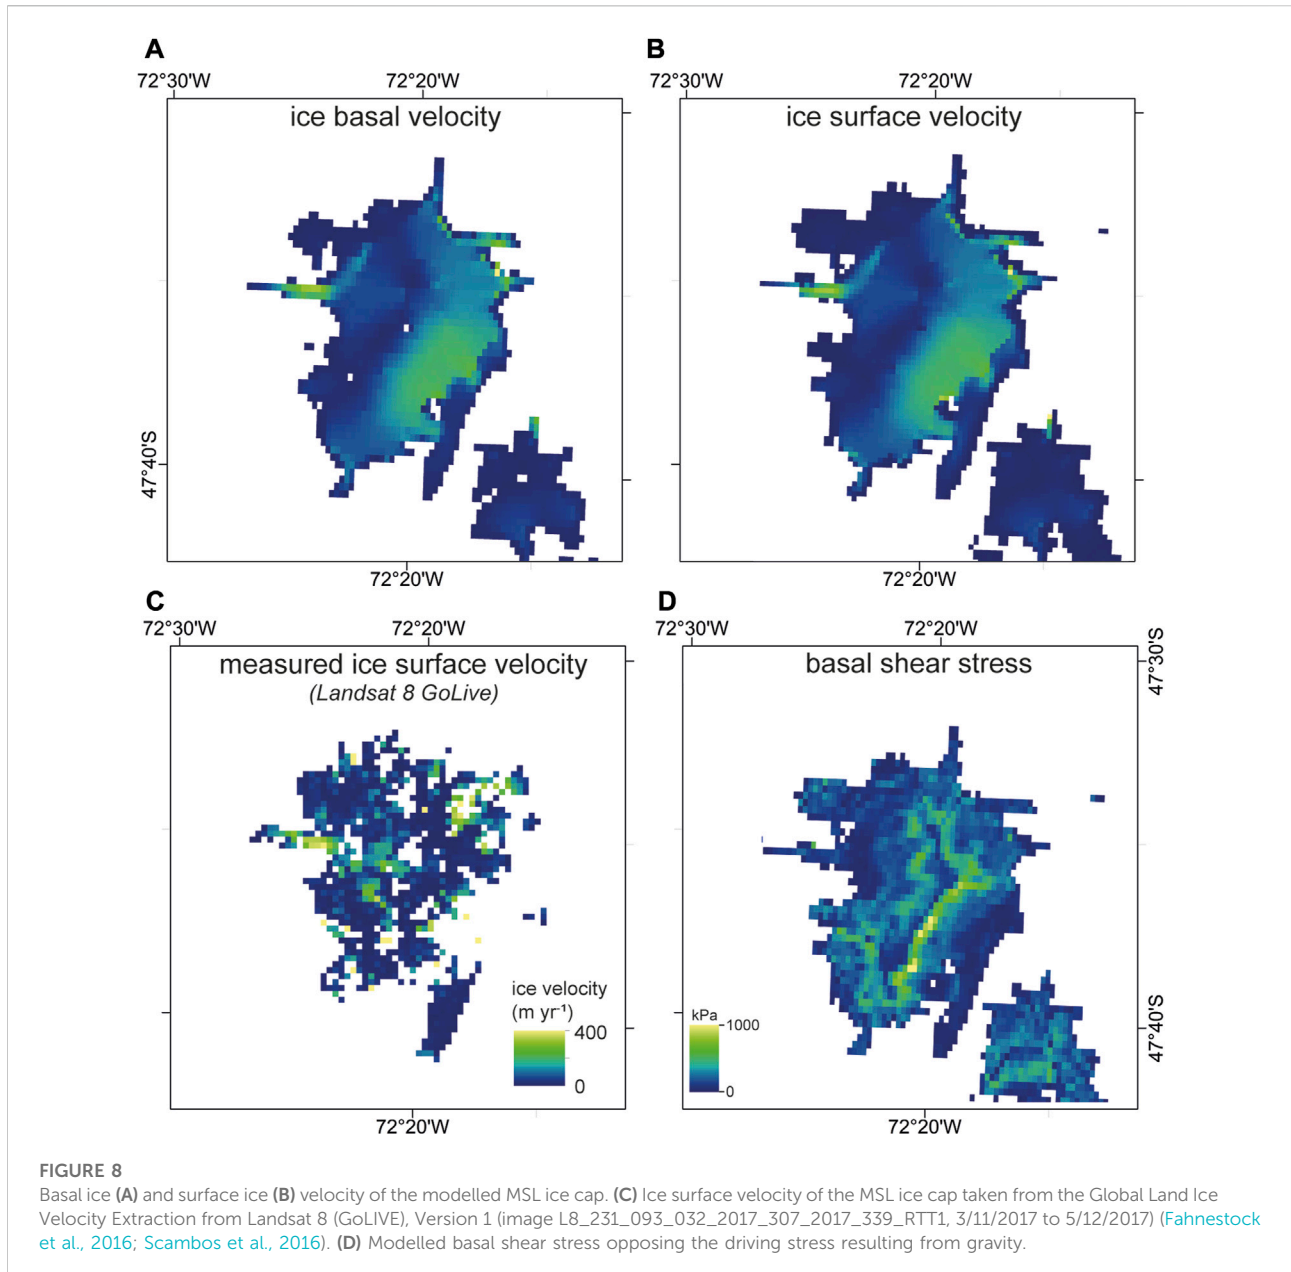 A
B
72°30'W
72°20'W
72°30'W
72°20'W
ice basal velocity
ice surface velocity
47°40'S
72°20'W
72°20'W
C
D
72°30'W
72°20'W
72°30'W
72°20'W
measured ice surface velocity
(Landsat 8 GoLive)
basal shear stress
47°30'S
ice velocity
(m yr⁻¹)
400
0
kPa
1000
0
47°40'S
72°20'W
72°20'W
FIGURE 8
Basal ice (A) and surface ice (B) velocity of the modelled MSL ice cap. (C) Ice surface velocity of the MSL ice cap taken from the Global Land Ice
Velocity Extraction from Landsat 8 (GoLIVE), Version 1 (image L8_231_093_032_2017_307_2017_339_RTT1, 3/11/2017 to 5/12/2017) (Fahnestock
et al., 2016; Scambos et al., 2016). (D) Modelled basal shear stress opposing the driving stress resulting from gravity.